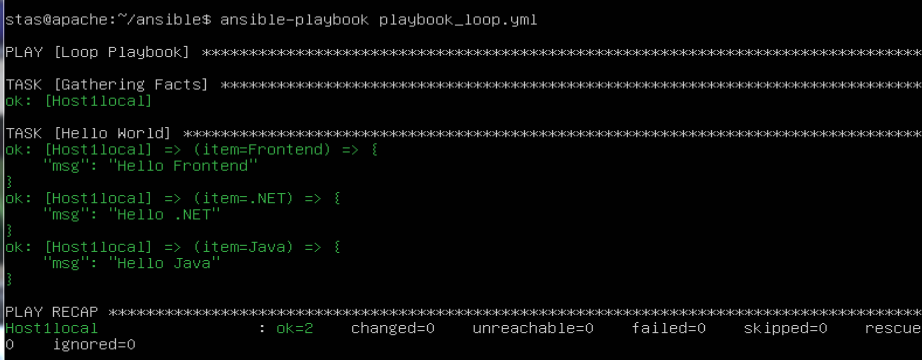 stas@apache:~/ansible$ ansible-playbook playbook_loop.yml
PLAY [Loop Playbook] ******************************************************************************
TASK [Gathering Facts] ****************************************************************************
ok: [Host1local]
TASK [Hello World] ********************************************************************************
ok: [Host1local] => (item=Frontend) => {
    "msg": "Hello Frontend"
}
ok: [Host1local] => (item=.NET) => {
    "msg": "Hello .NET"
}
ok: [Host1local] => (item=Java) => {
    "msg": "Hello Java"
}
PLAY RECAP ****************************************************************************************
Host1local                 : ok=2    changed=0    unreachable=0    failed=0    skipped=0    rescue
0    ignored=0